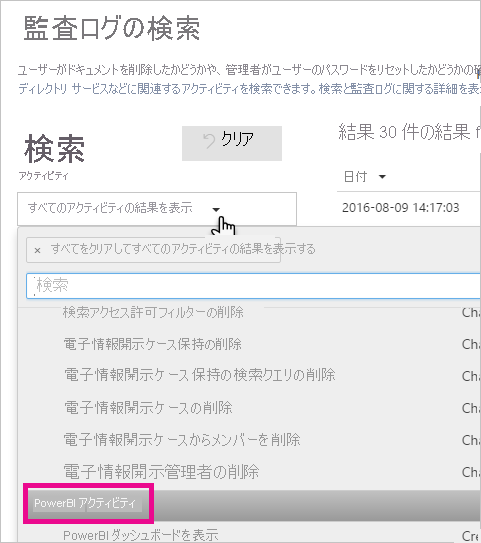 監査ログの検索
ユーザーがドキュメントを削除したかどうかや、管理者がユーザーのパスワードをリセットしたかどうかの
ディレクトリ サービスなどに関連するアクティビティを検索できます。検索と監査ログに関する詳細を表
検索
クリア
結果 30 件の結果 f
アクティビティ
日付
すべてのアクティビティの結果を表示
2016-08-09 14:17:03
× すべてをクリアしてすべてのアクティビティの結果を表示する
検索
検索アクセス許可フィルターの削除 Cha
電子情報開示ケース保持の削除 Cha
電子情報開示ケース保持の検索クエリの削除 Cha
電子情報開示ケースの削除 Cha
電子情報開示ケースからメンバーを削除 Cha
電子情報開示管理者の削除 Cha
PowerBI アクティビティ
PowerBI ダッシュボードを表示 Cre